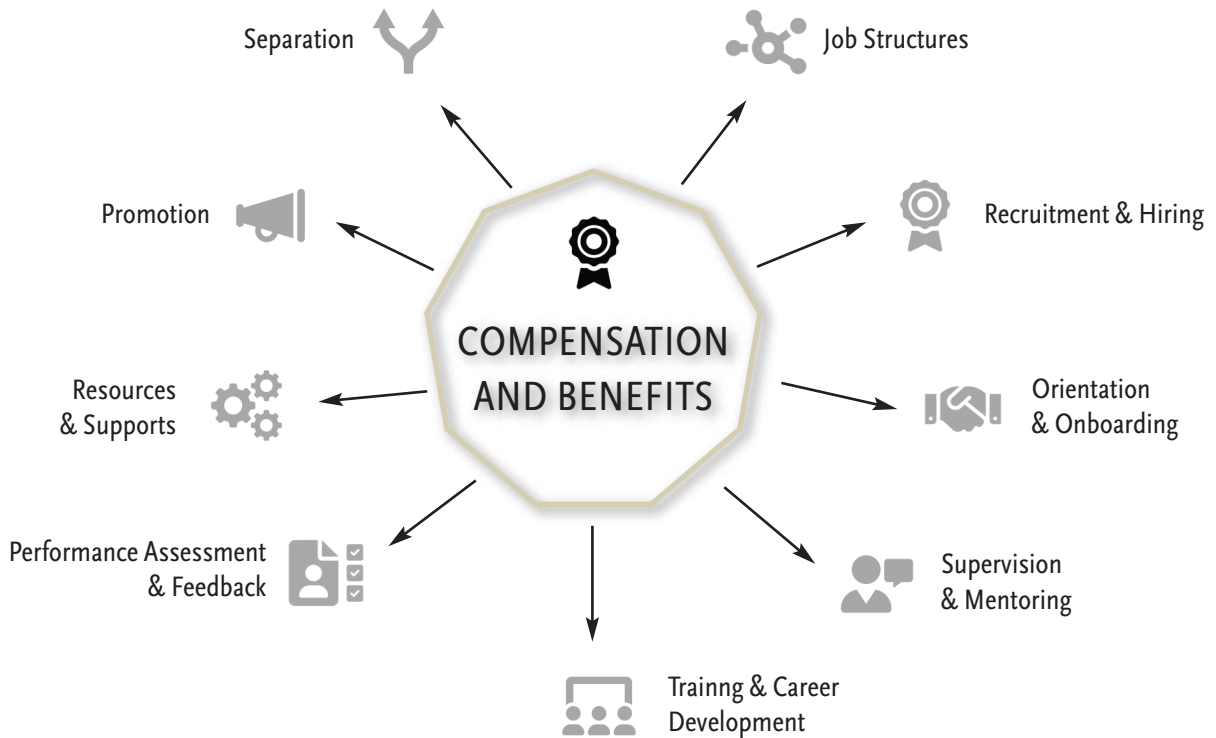 Separation
Job Structures
Promotion
Recruitment & Hiring
COMPENSATION
AND BENEFITS
Resources
& Supports
Orientation
& Onboarding
Performance Assessment
& Feedback
Supervision
& Mentoring
Trainng & Career
Development